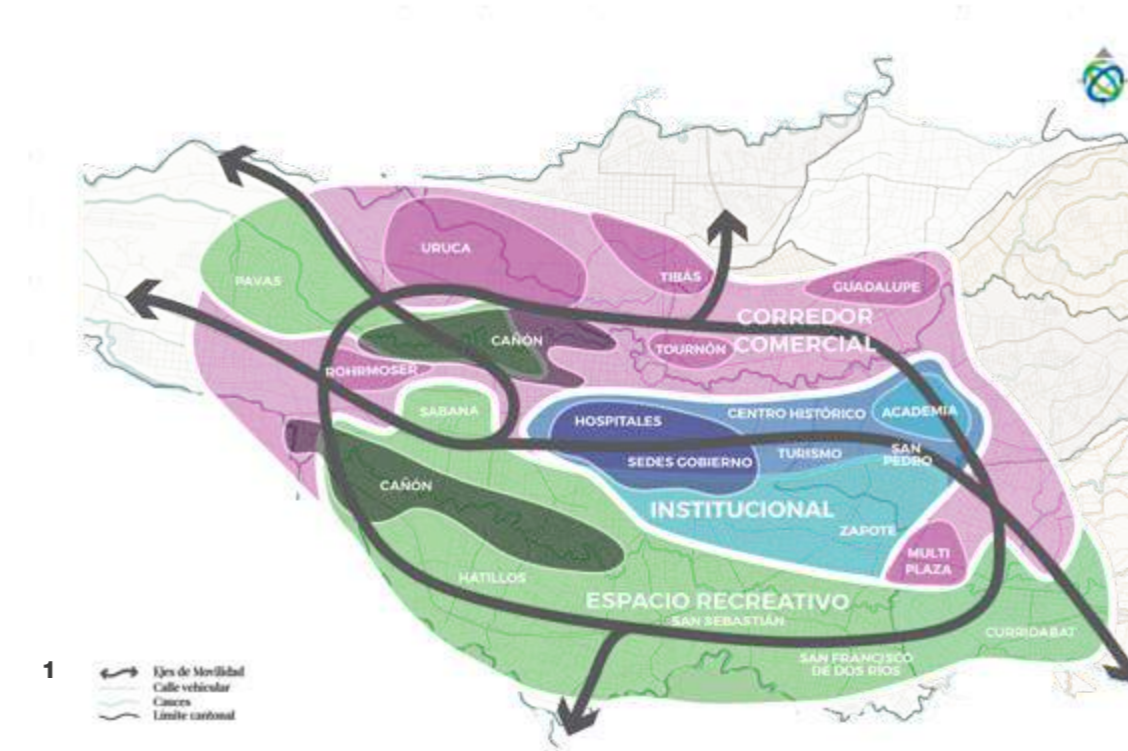 URUCA
PAVAS
TIBÁS
GUADALUPE
CORREDOR
COMERCIAL
TOURNÓN
CAÑÓN
ROHRMOSER
SABANA
HOSPITALES
CENTRO HISTÓRICO
ACADEMIA
SEDES GOBIERNO
TURISMO
SAN
PEDRO
CAÑÓN
INSTITUCIONAL
ZAPOTE
MULTI
PLAZA
HATILLOS
ESPACIO RECREATIVO
SAN SEBASTIÁN
CURRIDABAT
SAN FRANCISCO
DE DOS RIOS
1
Ejes de Movilidad
Calle vehicular
Cauces
Límite cantonal